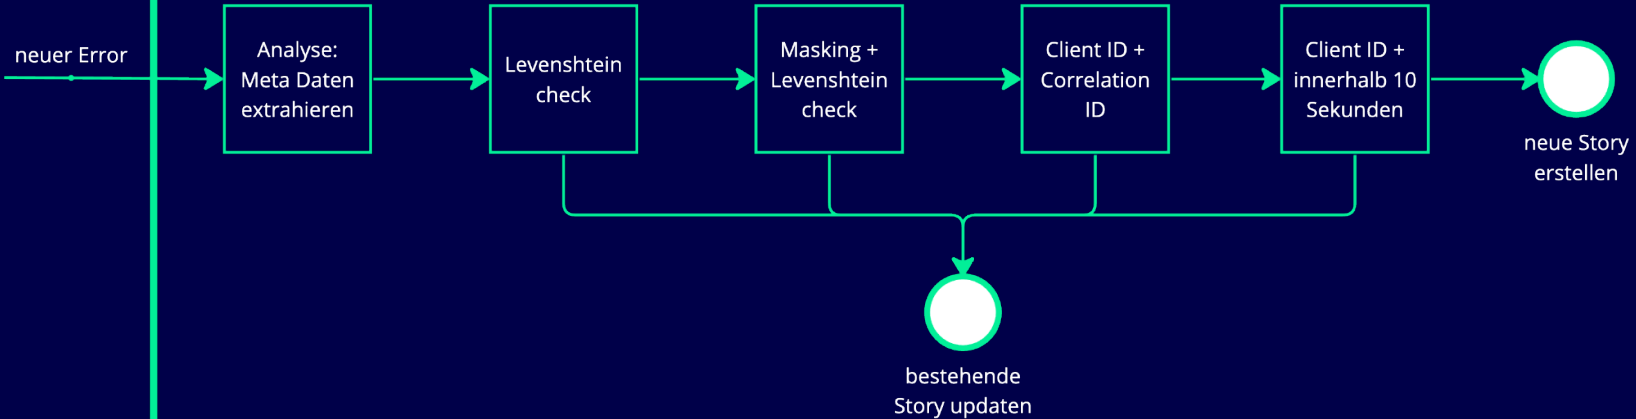 neuer Error
Analyse:
Meta Daten
extrahieren
Levenshtein
check
Masking +
Levenshtein
check
Client ID +
Correlation
ID
Client ID +
innerhalb 10
Sekunden
neue Story
erstellen
bestehende
Story updaten